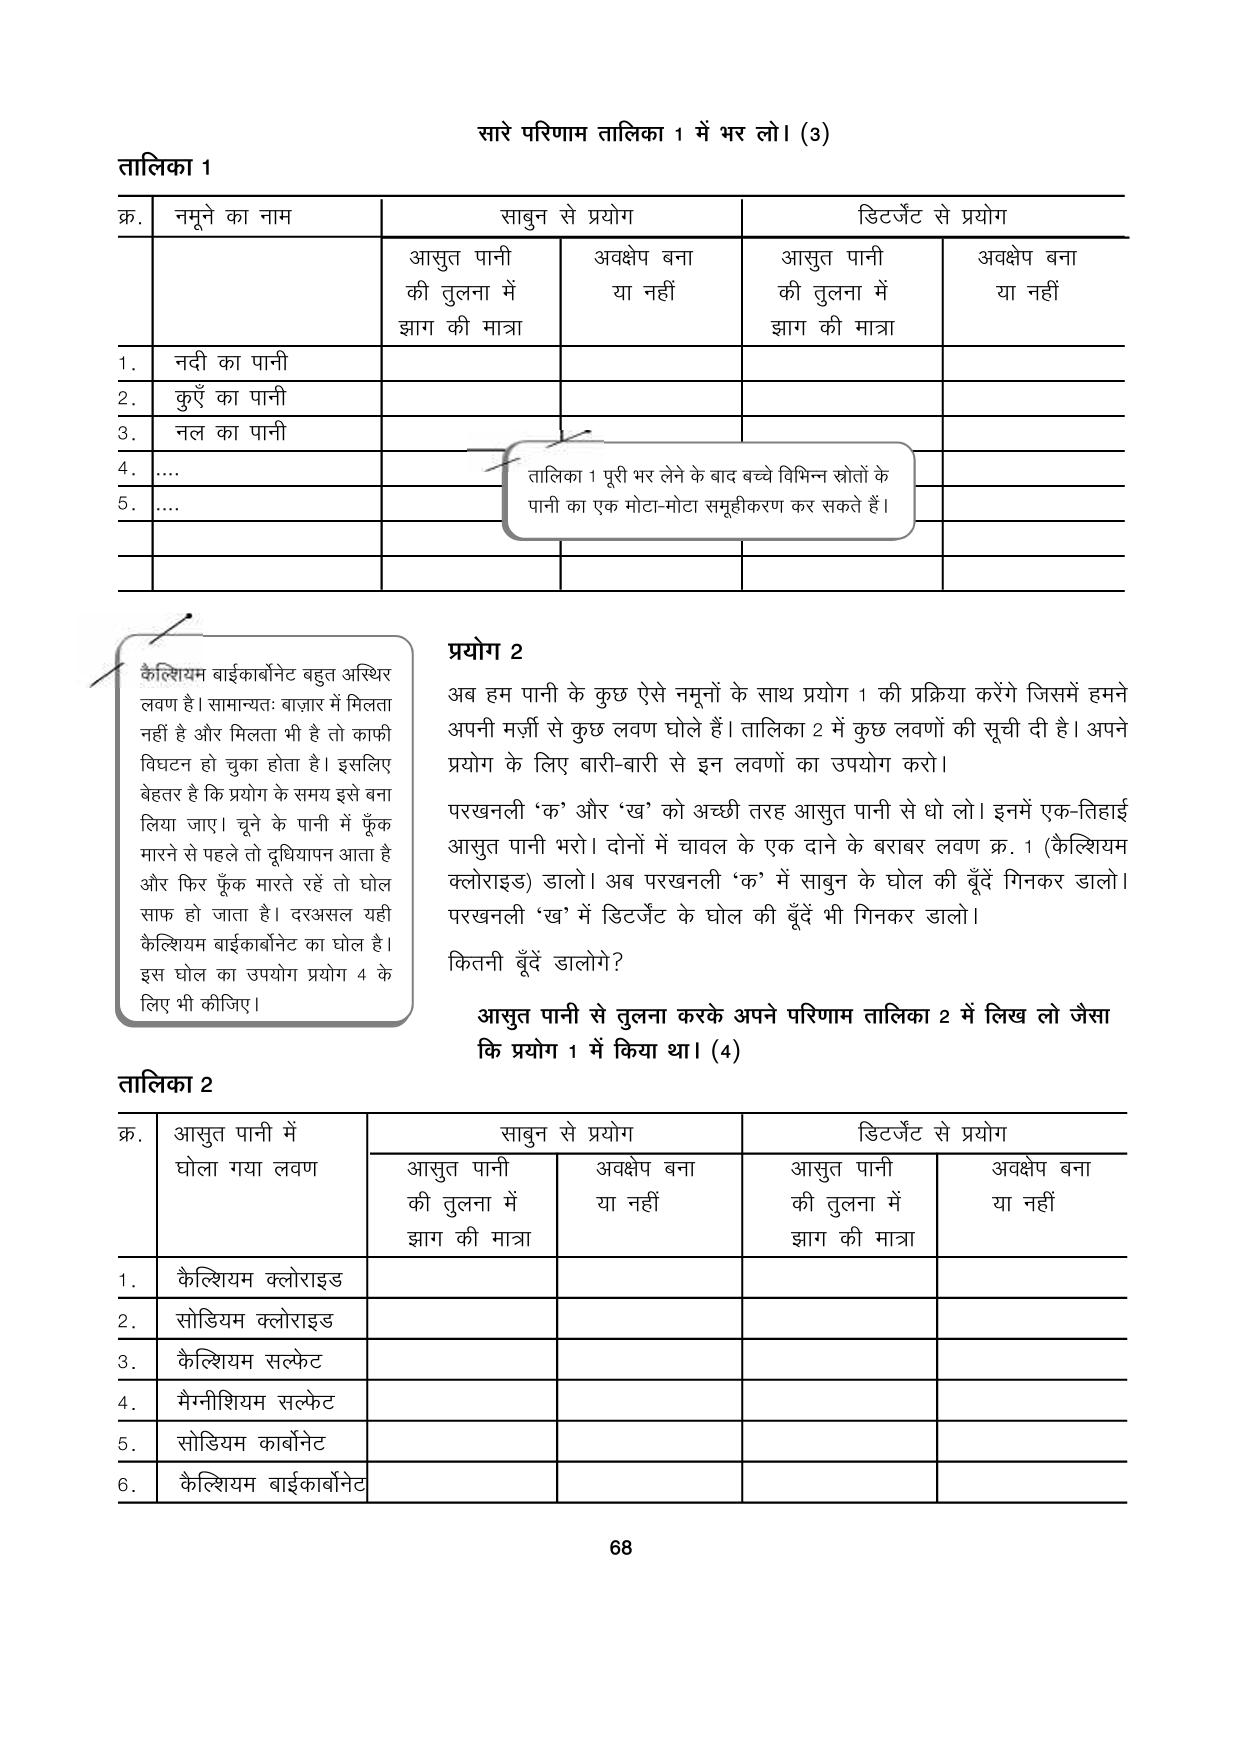 सारे परिणाम तालिका 1 में भर लो। (3)
तालिका 1
क्र. नमूने का नाम साबुन से प्रयोग डिटर्जेंट से प्रयोग
आसुत पानी अवक्षेप बना आसुत पानी अवक्षेप बना
की तुलना में या नहीं की तुलना में या नहीं
झाग की मात्रा झाग की मात्रा
1. नदी का पानी
2. कुएँ का पानी
3. नल का पानी
4. ....
5. ....
तालिका 1 पूरी भर लेने के बाद बच्चे विभिन्न स्रोतों के
पानी का एक मोटा-मोटा समूहीकरण कर सकते हैं।
कैल्शियम बाईकार्बोनेट बहुत अस्थिर
लवण है। सामान्यतः बाज़ार में मिलता
नहीं है और मिलता भी है तो काफी
विघटन हो चुका होता है। इसलिए
बेहतर है कि प्रयोग के समय इसे बना
लिया जाए। चूने के पानी में फूँक
मारने से पहले तो दूधियापन आता है
और फिर फूँक मारते रहें तो घोल
साफ हो जाता है। दरअसल यही
कैल्शियम बाईकार्बोनेट का घोल है।
इस घोल का उपयोग प्रयोग 4 के
लिए भी कीजिए।
प्रयोग 2
अब हम पानी के कुछ ऐसे नमूनों के साथ प्रयोग 1 की प्रक्रिया करेंगे जिसमें हमने
अपनी मर्ज़ी से कुछ लवण घोले हैं। तालिका 2 में कुछ लवणों की सूची दी है। अपने
प्रयोग के लिए बारी-बारी से इन लवणों का उपयोग करो।
परखनली ‘क’ और ‘ख’ को अच्छी तरह आसुत पानी से धो लो। इनमें एक-तिहाई
आसुत पानी भरो। दोनों में चावल के एक दाने के बराबर लवण क्र. 1 (कैल्शियम
क्लोराइड) डालो। अब परखनली ‘क’ में साबुन के घोल की बूँदें गिनकर डालो।
परखनली ‘ख’ में डिटर्जेंट के घोल की बूँदें भी गिनकर डालो।
कितनी बूँदें डालोगे?
आसुत पानी से तुलना करके अपने परिणाम तालिका 2 में लिख लो जैसा
कि प्रयोग 1 में किया था। (4)
तालिका 2
क्र. आसुत पानी में साबुन से प्रयोग डिटर्जेंट से प्रयोग
घोला गया लवण आसुत पानी अवक्षेप बना आसुत पानी अवक्षेप बना
की तुलना में या नहीं की तुलना में या नहीं
झाग की मात्रा झाग की मात्रा
1. कैल्शियम क्लोराइड
2. सोडियम क्लोराइड
3. कैल्शियम सल्फेट
4. मैग्नीशियम सल्फेट
5. सोडियम कार्बोनेट
6. कैल्शियम बाईकार्बोनेट
68